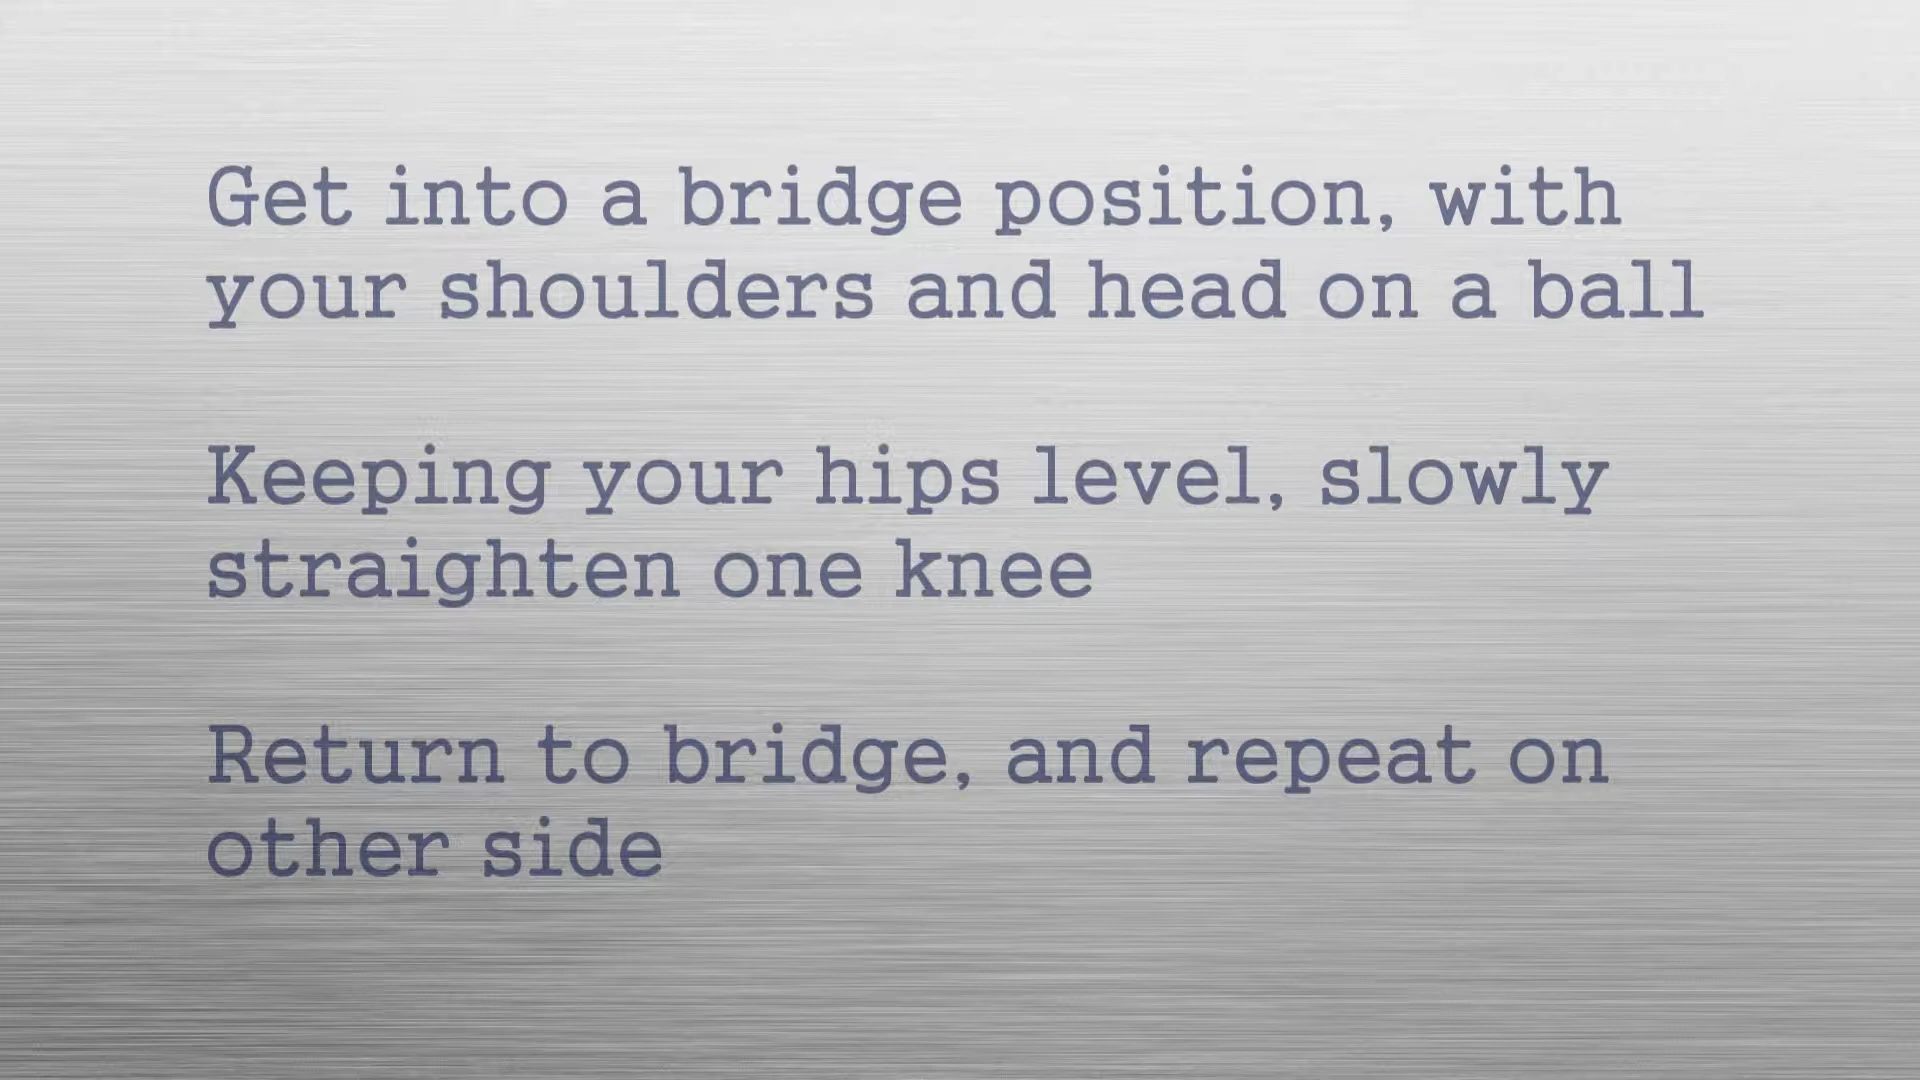 Get into a bridge position, with
your shoulders and head on a ball
Keeping your hips level, slowly
straighten one knee
Return to bridge, and repeat on
other side